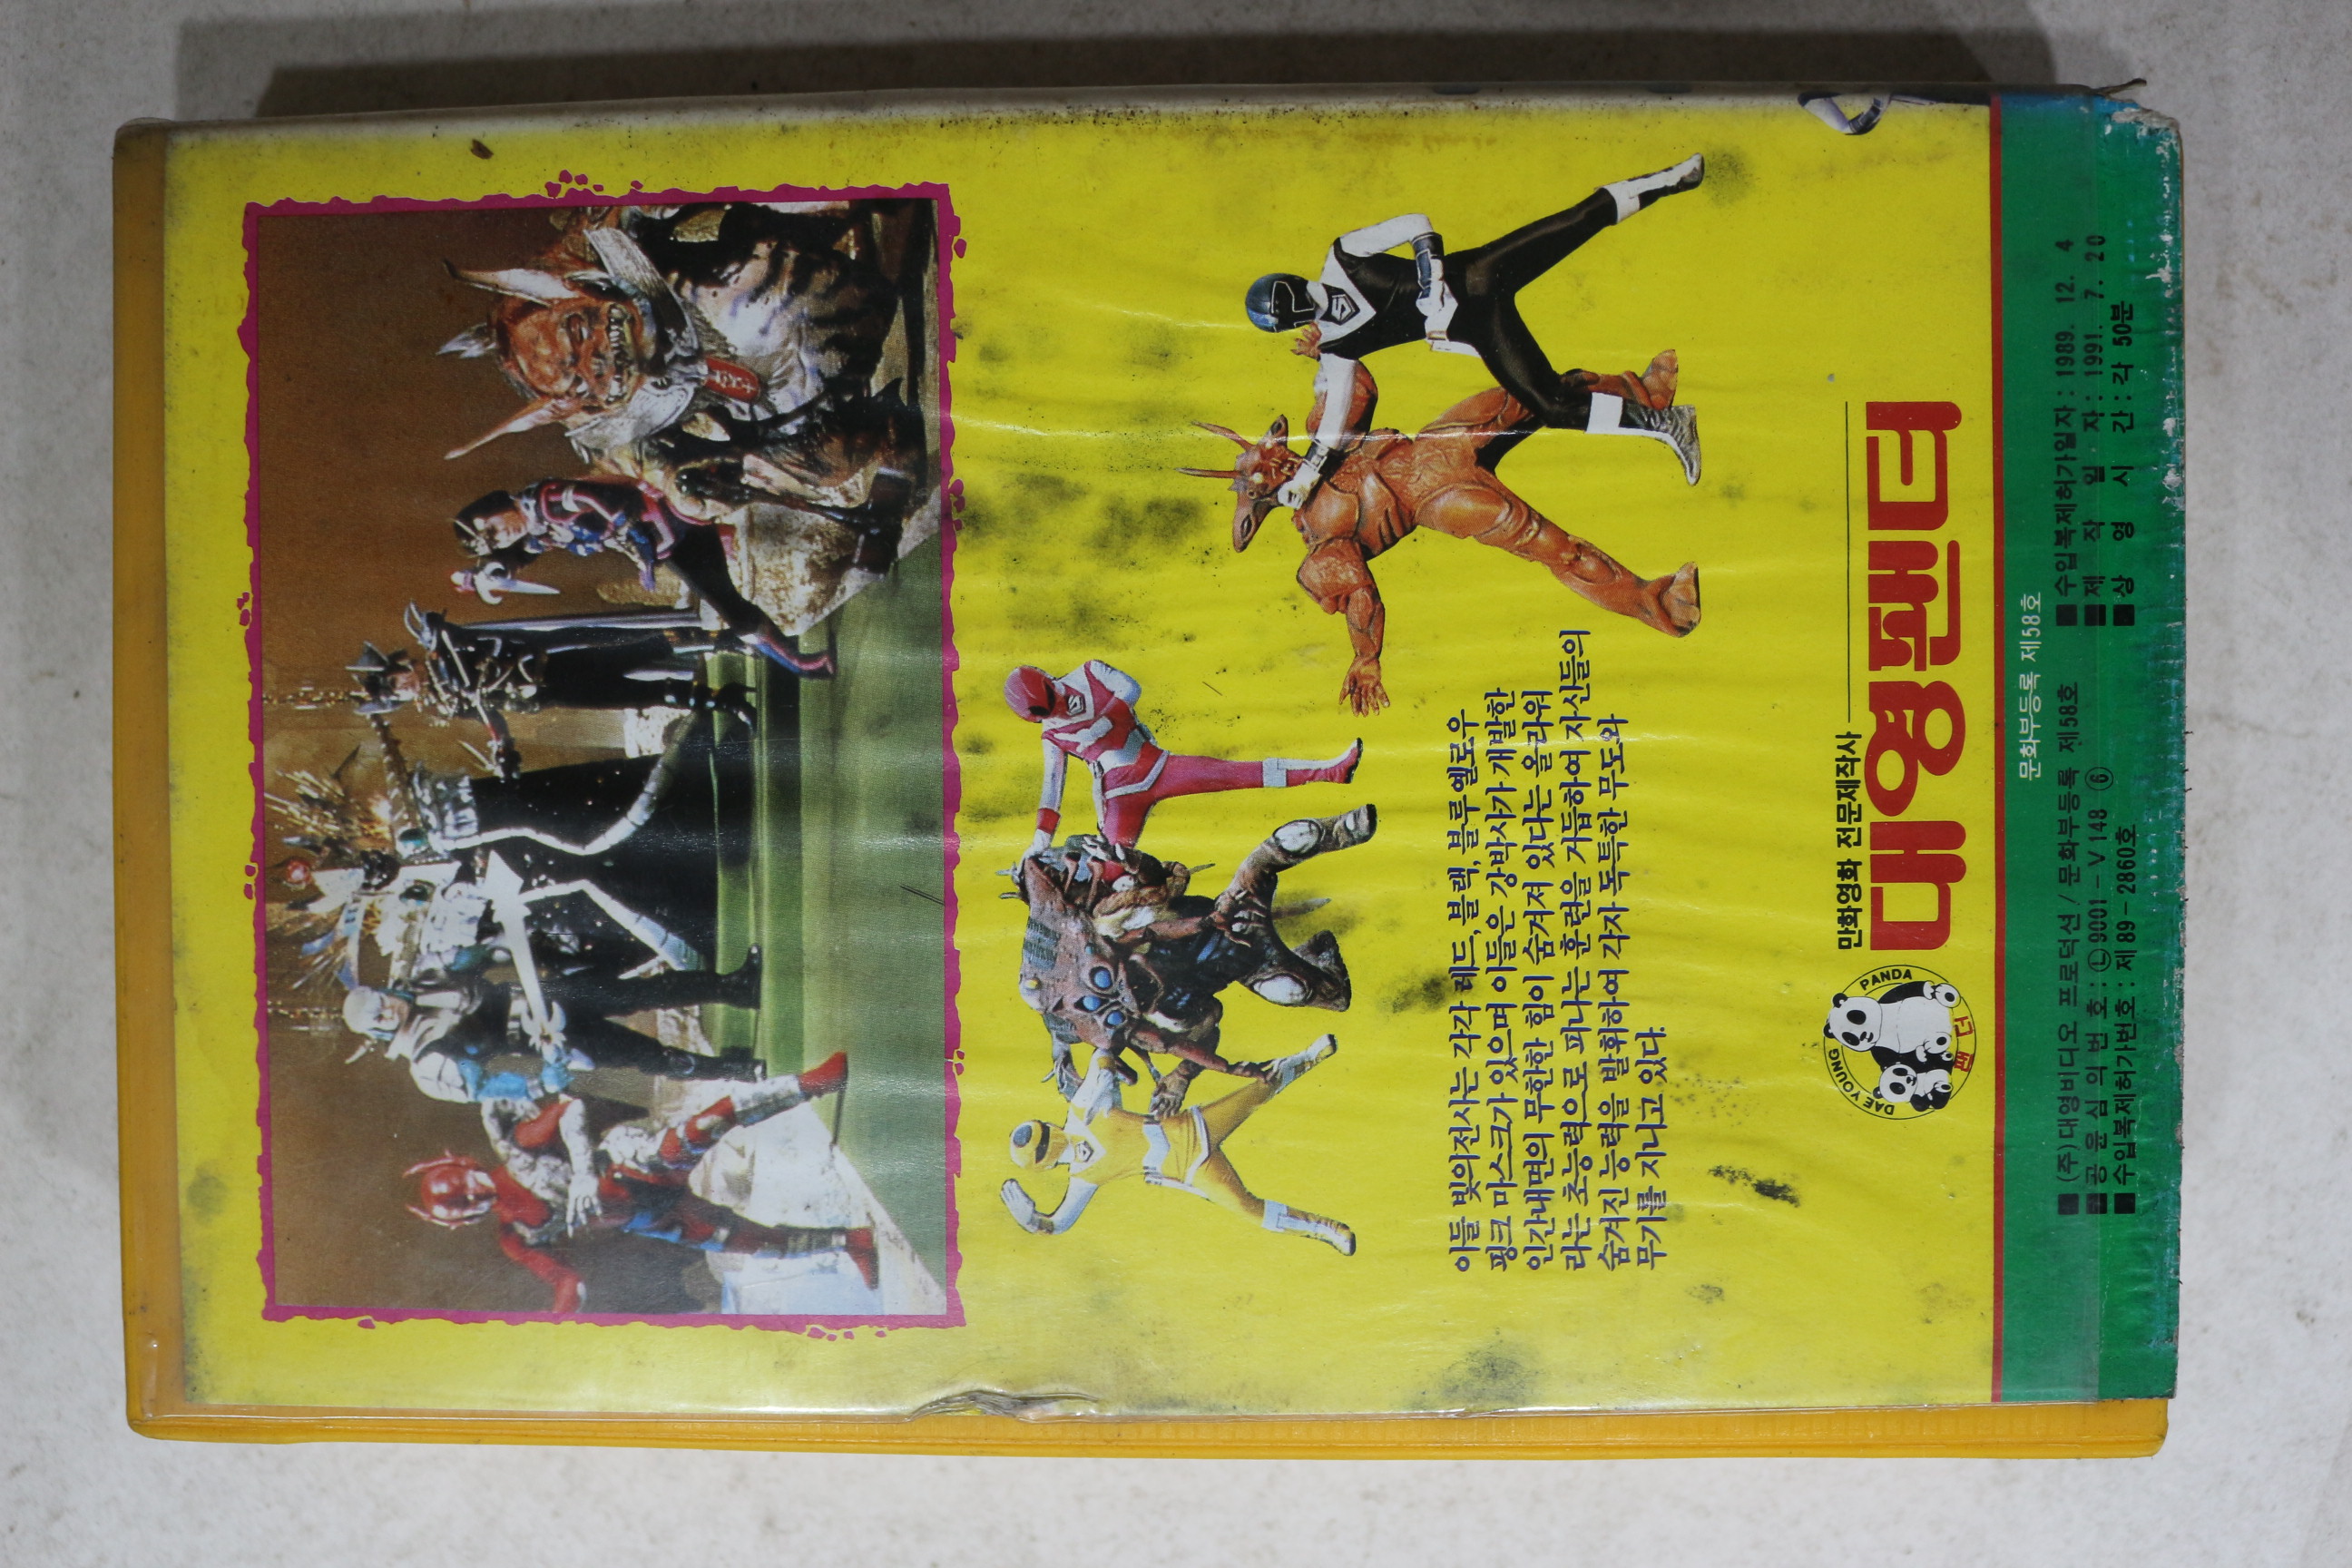 이들 빛의전사는 각각 레드, 블랙, 블루 옐로우
핑크 마스크가 있으며 이들은 강박사가 개발한
인간내면의 무한한 힘이 숨겨져 있다는 올라워
라는 초능력으로 피나는 훈련을 거듭하여 자신들의
숨겨진 능력을 발휘하여 각자 독특한 무도와
무기를 지니고 있다.
DAE YOUNG PANDA
팬더
만화영화 전문제작사
대영팬더
문화부등록 제58호
■(주)대영비디오 프로덕션 / 문화부등록 제58호
■공윤심의번호 : Ⓛ9001-V148 ⑥
■수입복제허가번호 : 제89-2860호
■수입복제허가일자 : 1989. 12. 4
■제작일자 : 1991. 7. 20
■상영시간 : 각 50분